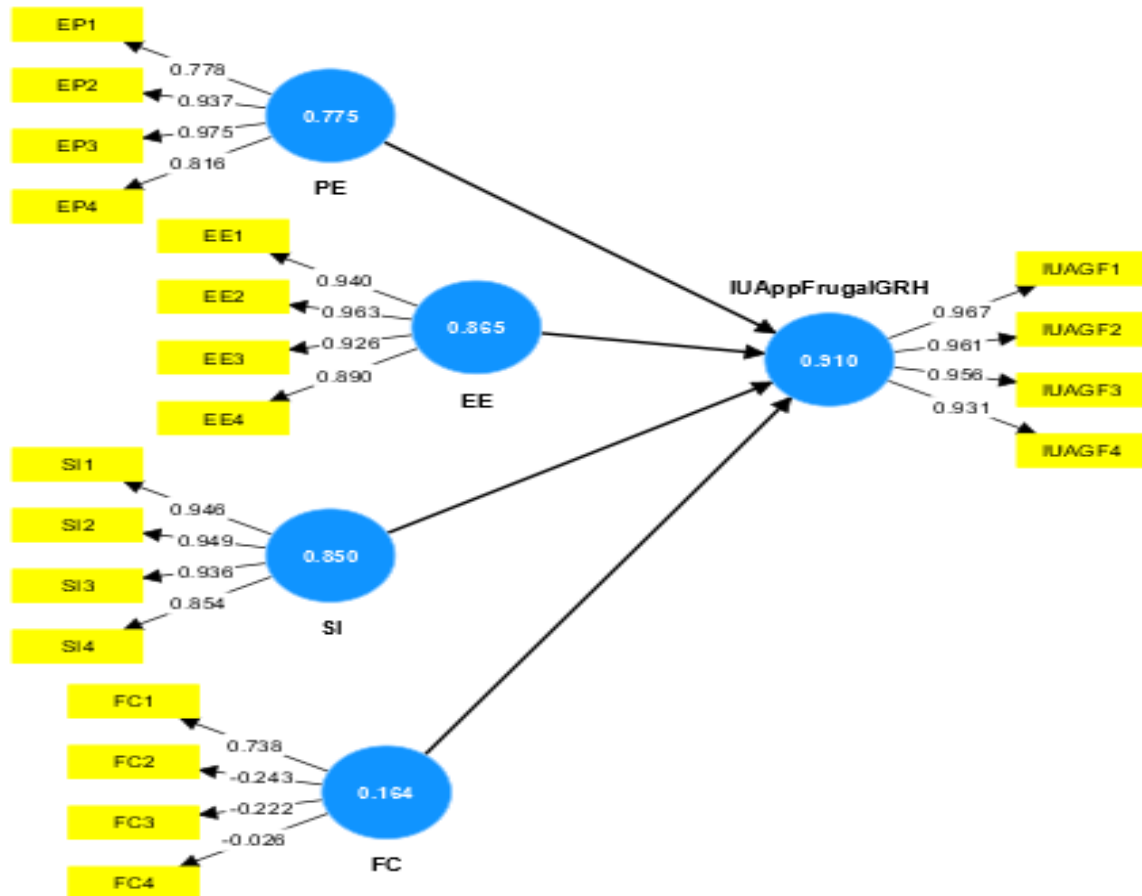 EP1
0.778
EP2
0.937
EP3
0.975
EP4
0.816
0.775
PE
EE1
0.940
EE2
0.963
EE3
0.926
EE4
0.890
0.865
EE
SI1
0.946
SI2
0.949
SI3
0.936
SI4
0.854
0.850
SI
FC1
0.738
FC2
-0.243
FC3
-0.222
FC4
-0.026
0.164
FC
IUAppFrugalGRH
0.910
IUAGF1
0.967
IUAGF2
0.961
IUAGF3
0.956
IUAGF4
0.931